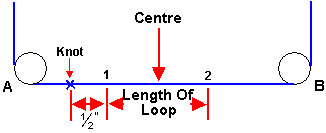 Centre
Knot
A
1
2
B
½"
Length Of
Loop